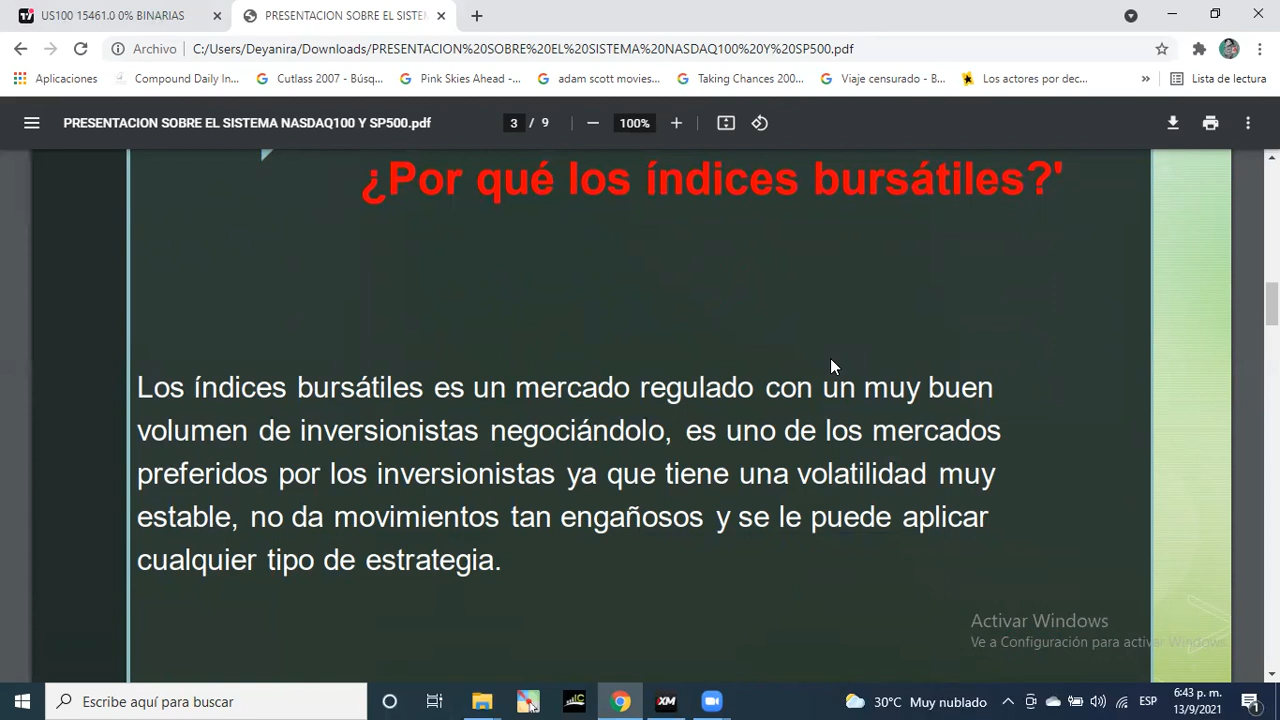 US100 15461.0 0% BINARIAS
PRESENTACION SOBRE EL SISTEM
Archivo
C:/Users/Deyanira/Downloads/PRESENTACION%20SOBRE%20EL%20SISTEMA%20NASDAQ100%20Y%20SP500.pdf
Aplicaciones
Compound Daily In...
Cutlass 2007 - Búsq...
Pink Skies Ahead -...
adam scott movies...
Taking Chances 200...
Viaje censurado - B...
Los actores por dec...
»
Lista de lectura
PRESENTACION SOBRE EL SISTEMA NASDAQ100 Y SP500.pdf
3 / 9
100%
¿Por qué los índices bursátiles?'
Los índices bursátiles es un mercado regulado con un muy buen
volumen de inversionistas negociándolo, es uno de los mercados
preferidos por los inversionistas ya que tiene una volatilidad muy
estable, no da movimientos tan engañosos y se le puede aplicar
cualquier tipo de estrategia.
Activar Windows
Ve a Configuración para activar Windows.
Escribe aquí para buscar
XM
30°C Muy nublado
ESP
6:43 p. m.
13/9/2021
1